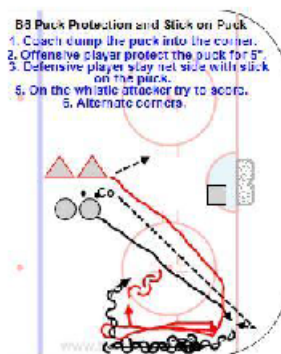 B6 Puck Protection and Stick on Puck
1. Coach dump the puck into the corner.
2. Offensive player protect the puck for 5".
3. Defensive player stay net side with stick
on the puck.
5. On the whistle attacker try to score.
6. Alternate corners.
Co
www.